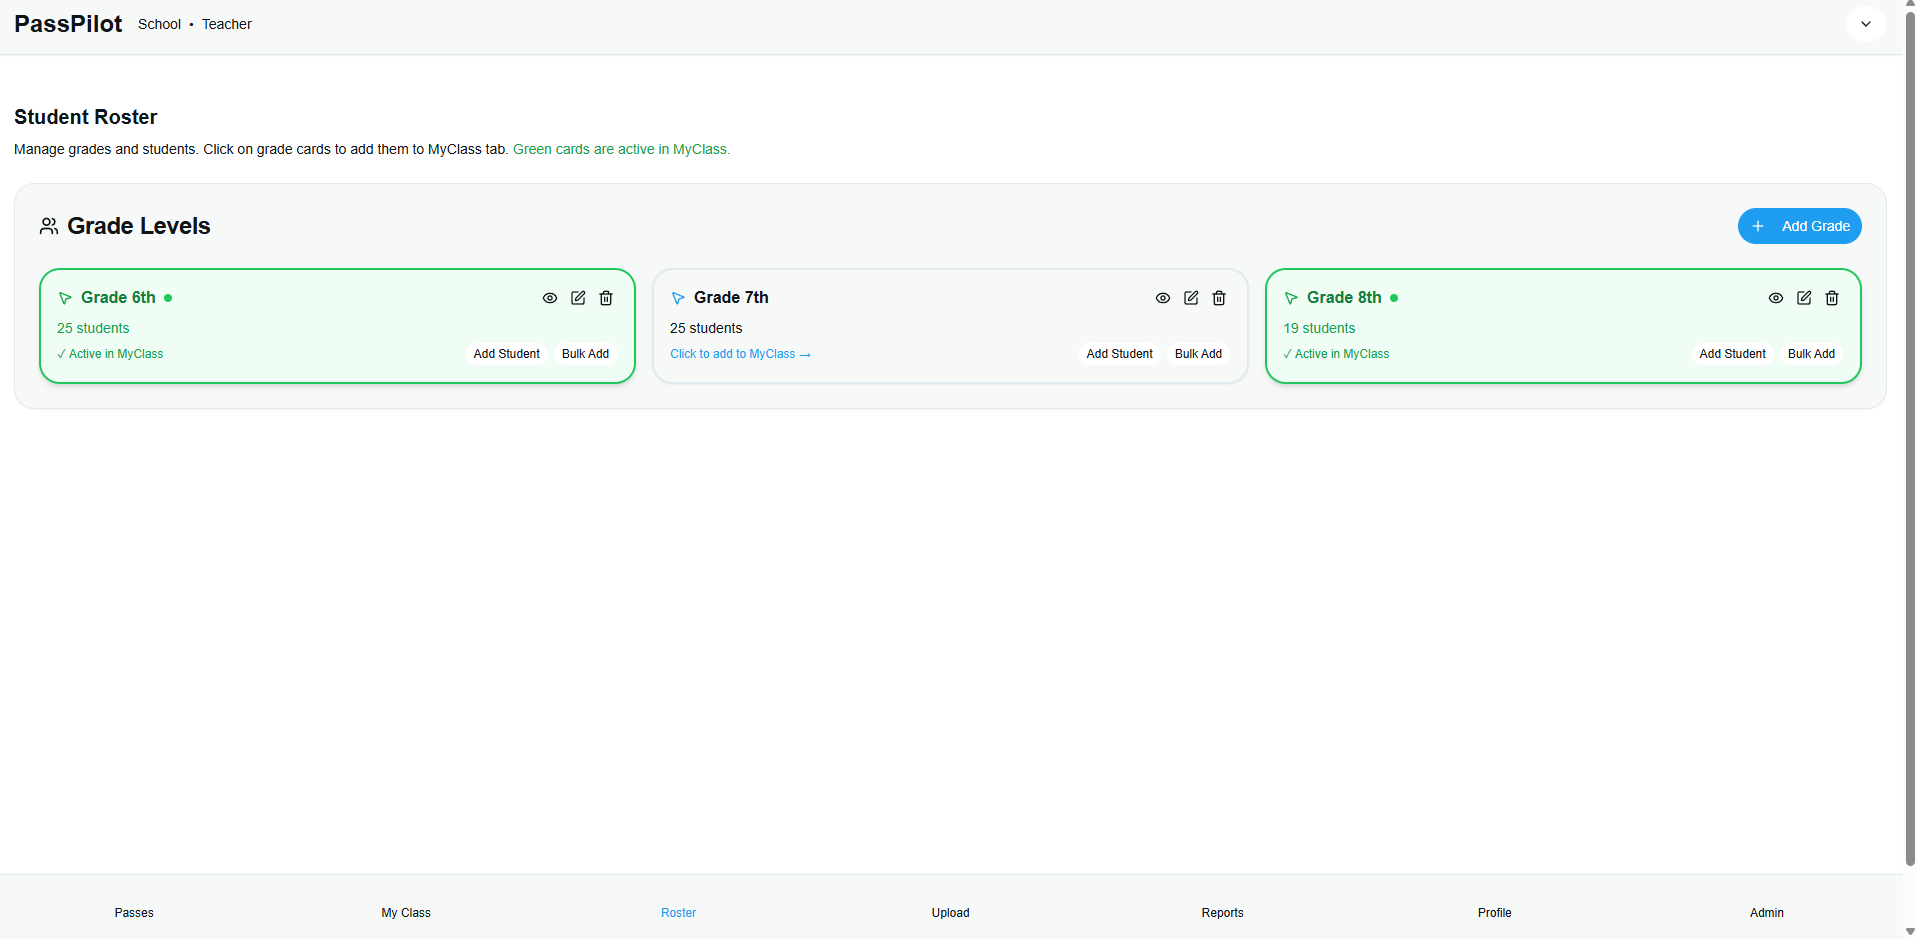 PassPilot School • Teacher
Student Roster
Manage grades and students. Click on grade cards to add them to MyClass tab. Green cards are active in MyClass.
Grade Levels
+ Add Grade
Grade 6th
25 students
✓ Active in MyClass
Add Student Bulk Add
Grade 7th
25 students
Click to add to MyClass →
Add Student Bulk Add
Grade 8th
19 students
✓ Active in MyClass
Add Student Bulk Add
Passes My Class Roster Upload Reports Profile Admin